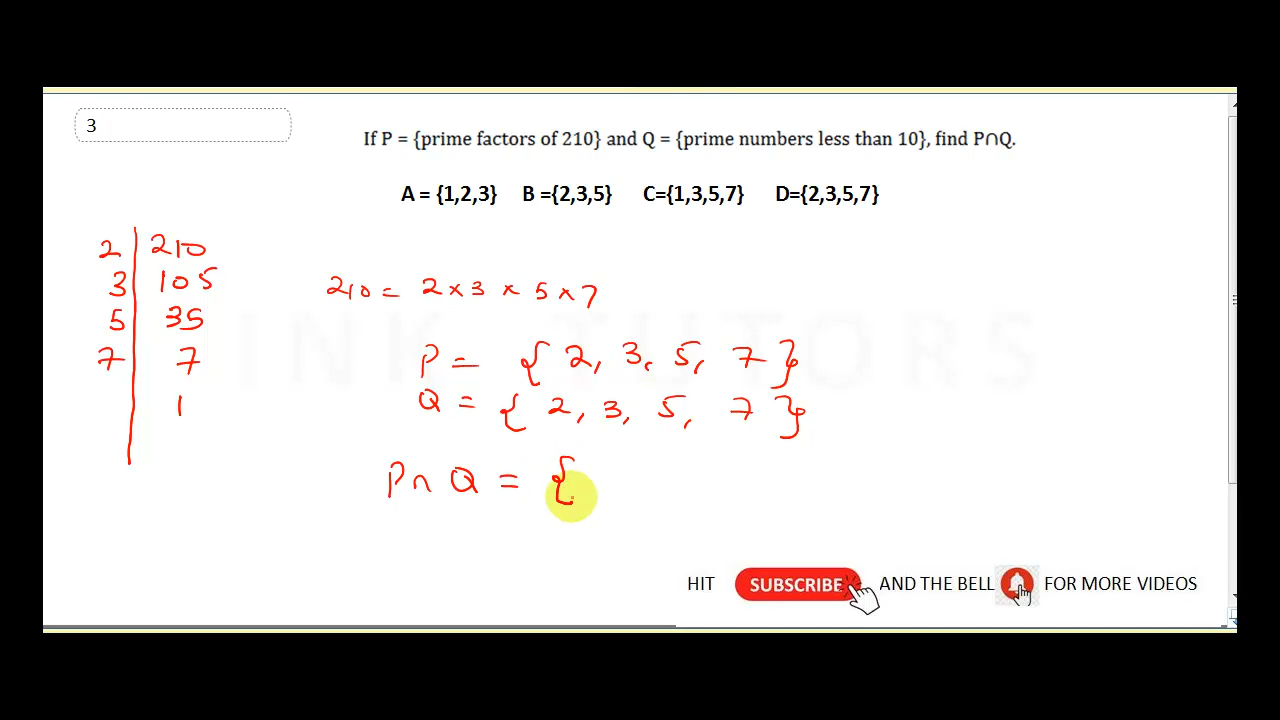 3
If P = {prime factors of 210} and Q = {prime numbers less than 10}, find P∩Q.
A = {1,2,3} B ={2,3,5} C={1,3,5,7} D={2,3,5,7}
2 | 210
3 | 105
5 | 35
7 | 7
1
210 = 2 × 3 × 5 × 7
P = { 2, 3, 5, 7 }
Q = { 2, 3, 5, 7 }
P∩Q = {
INK TUTORS
HIT SUBSCRIBE AND THE BELL FOR MORE VIDEOS